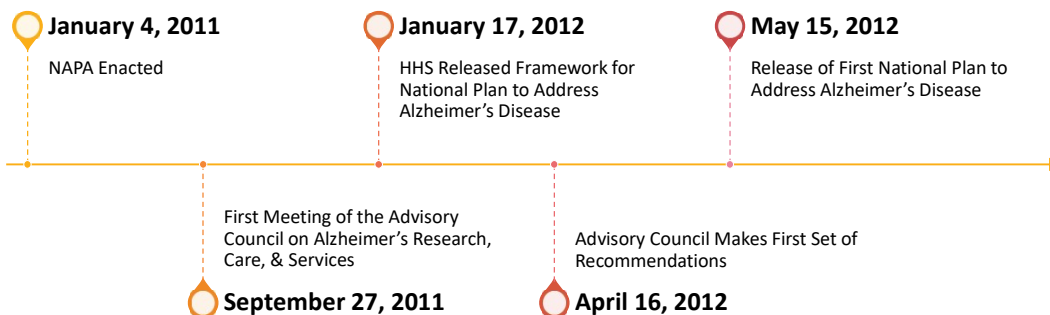 January 4, 2011
NAPA Enacted
January 17, 2012
HHS Released Framework for
National Plan to Address
Alzheimer’s Disease
May 15, 2012
Release of First National Plan to
Address Alzheimer’s Disease
First Meeting of the Advisory
Council on Alzheimer’s Research,
Care, & Services
September 27, 2011
Advisory Council Makes First Set of
Recommendations
April 16, 2012